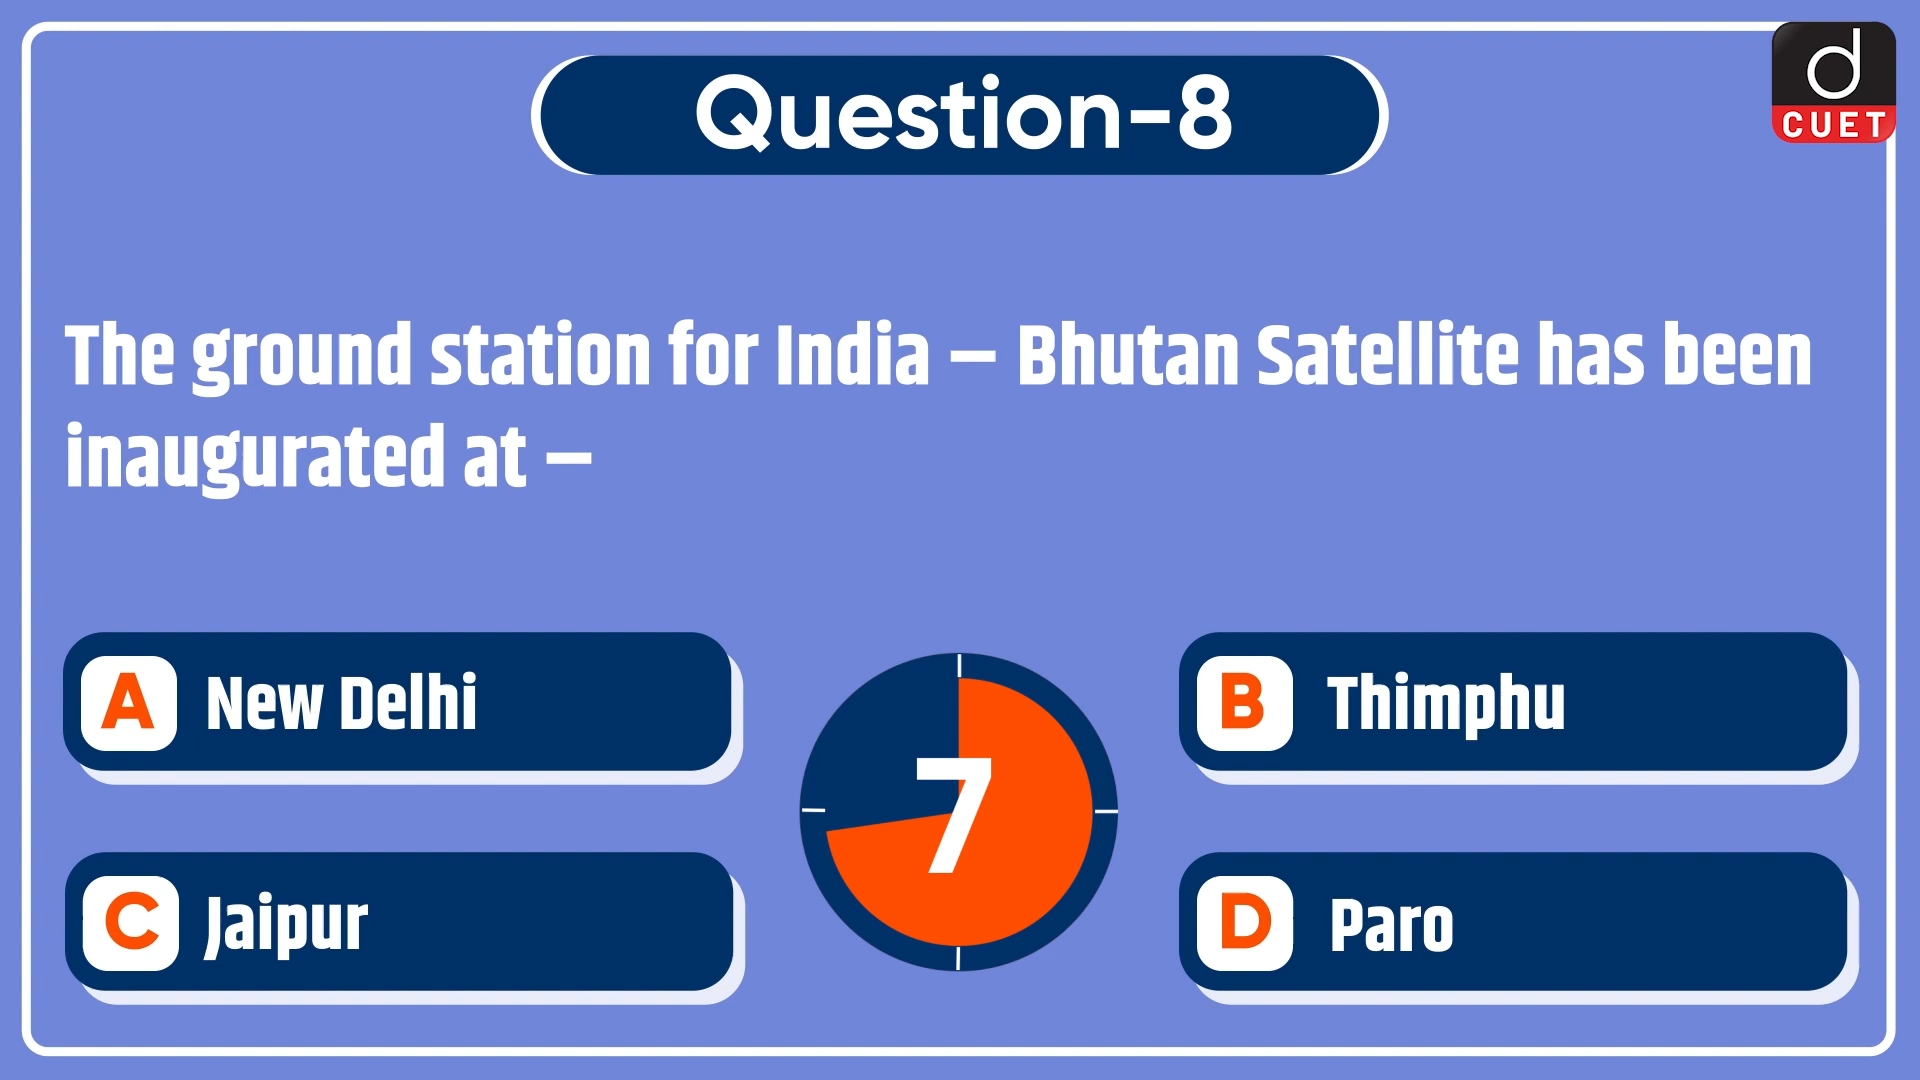 Question-8
d
CUET
The ground station for India – Bhutan Satellite has been
inaugurated at –
A New Delhi
B Thimphu
7
C Jaipur
D Paro